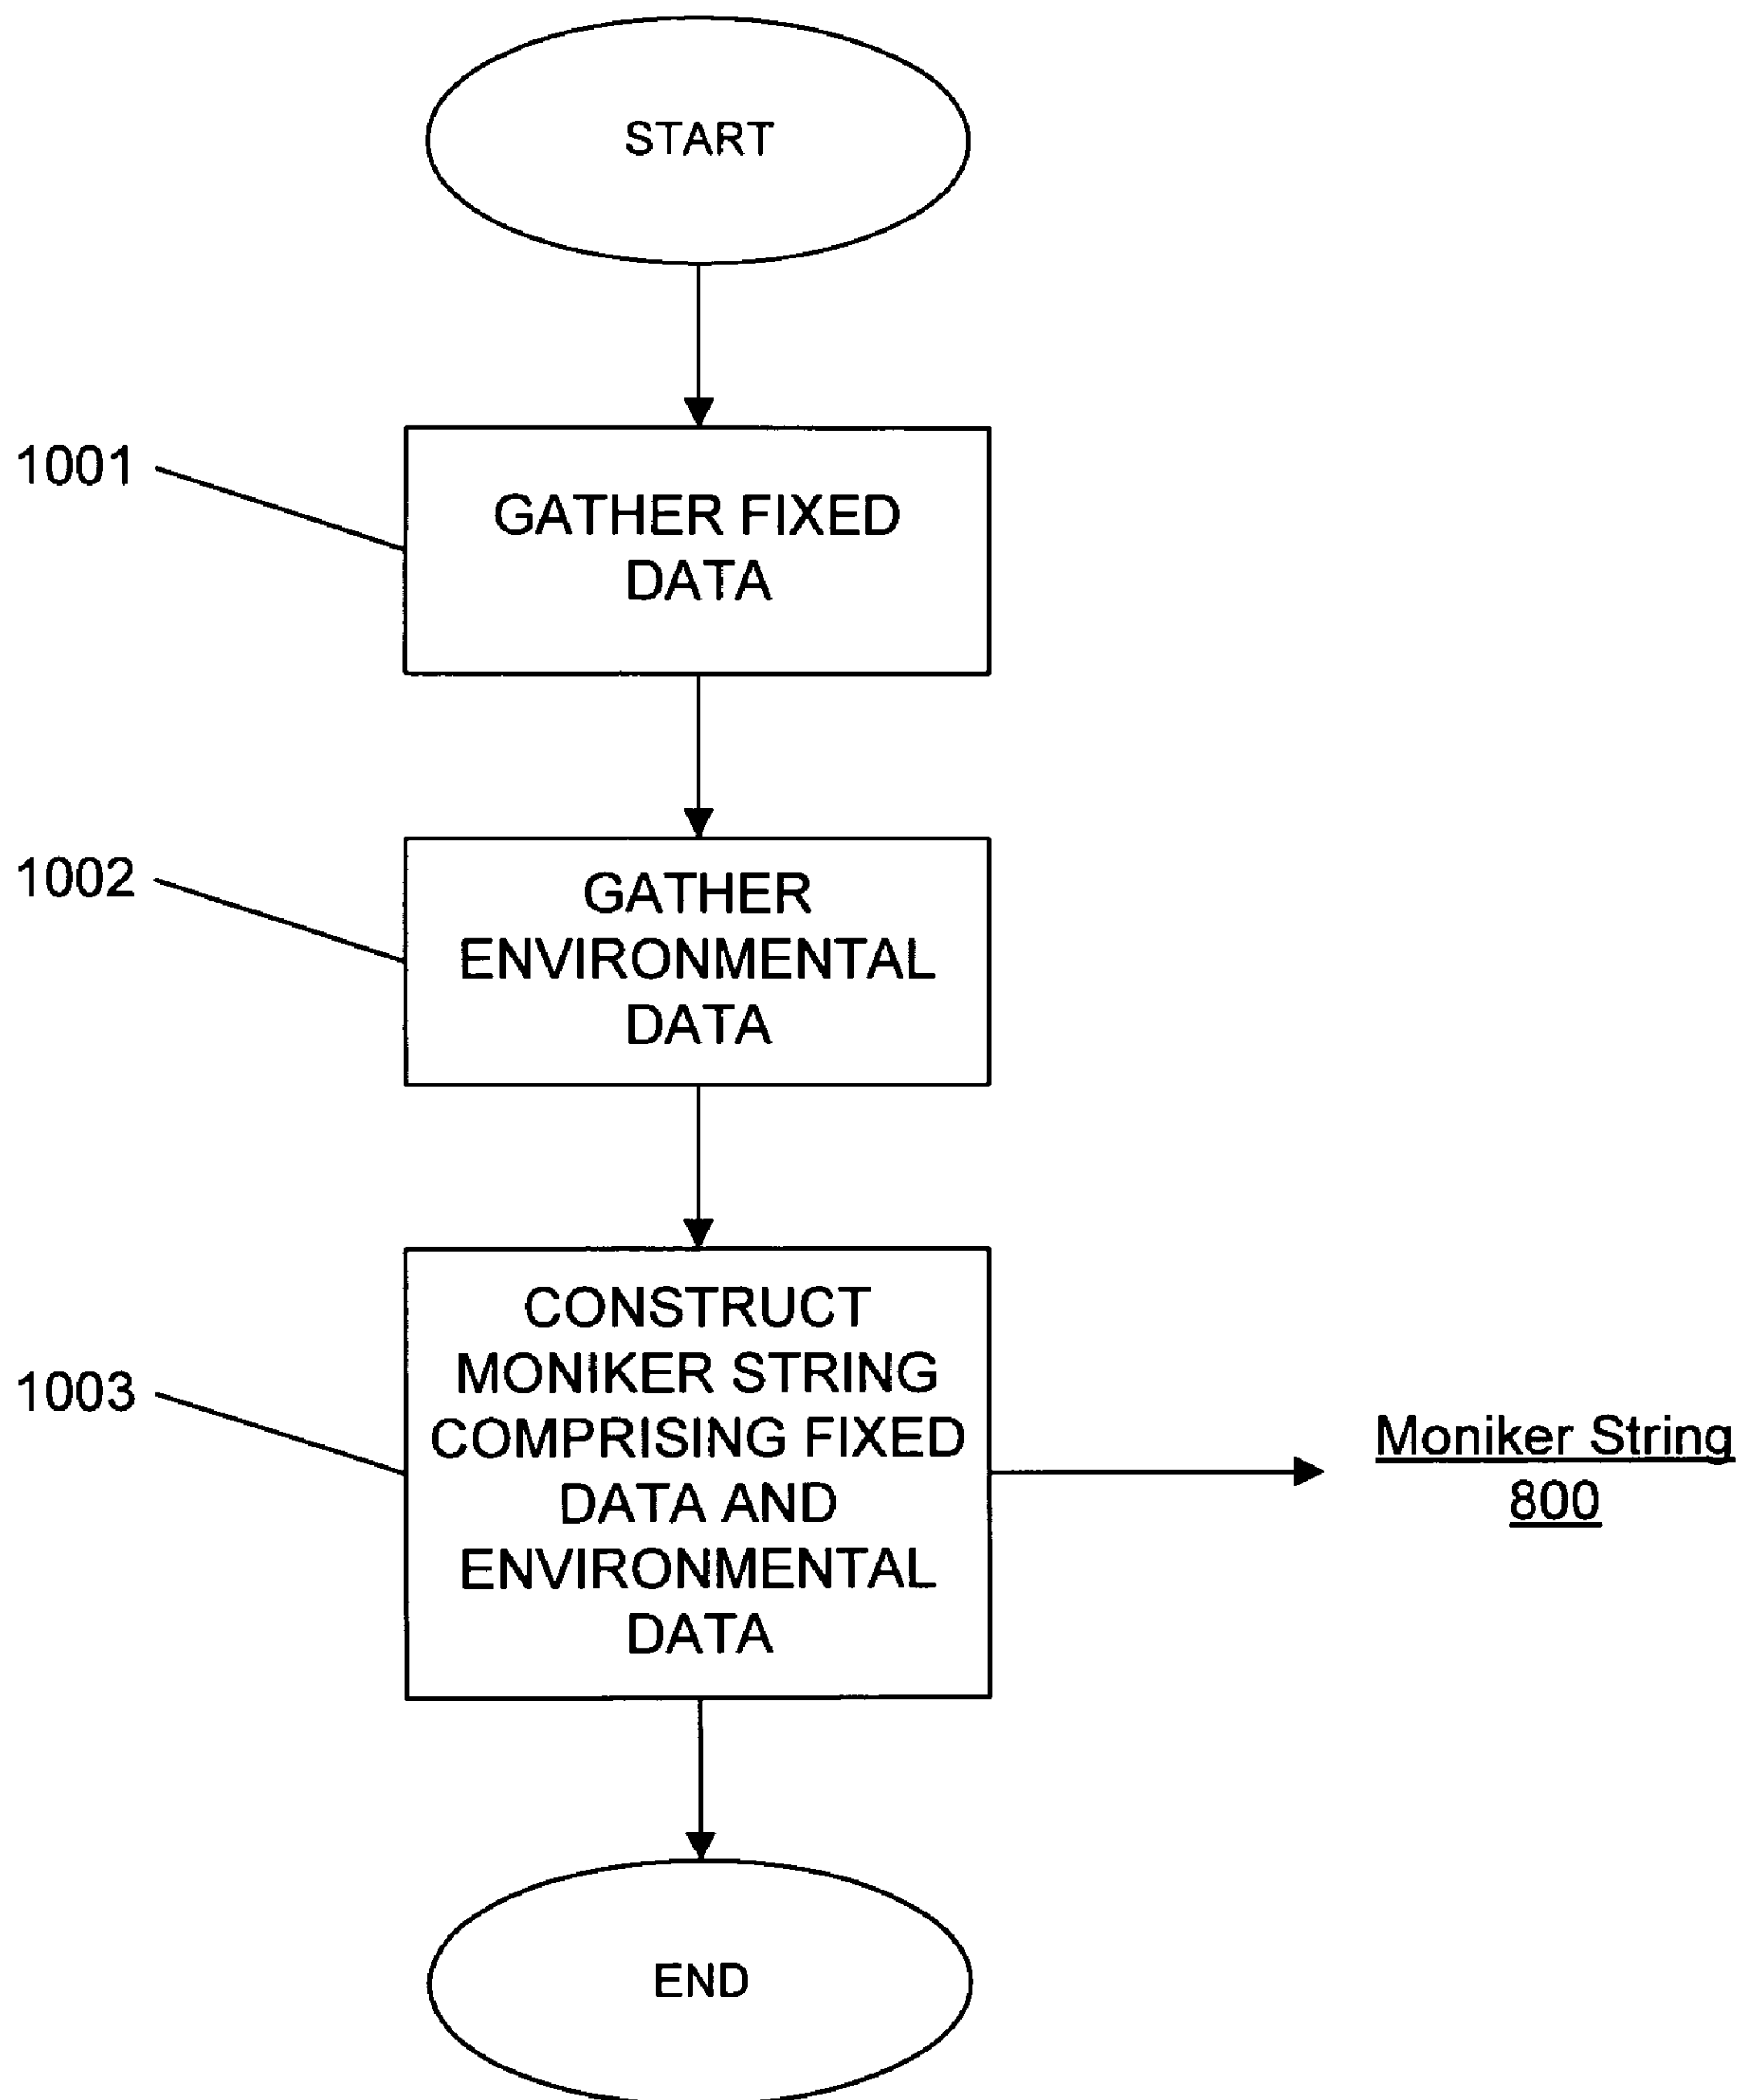 START
1001
GATHER FIXED
DATA
1002
GATHER
ENVIRONMENTAL
DATA
1003
CONSTRUCT
MONIKER STRING
COMPRISING FIXED
DATA AND
ENVIRONMENTAL
DATA
Moniker String
800
END